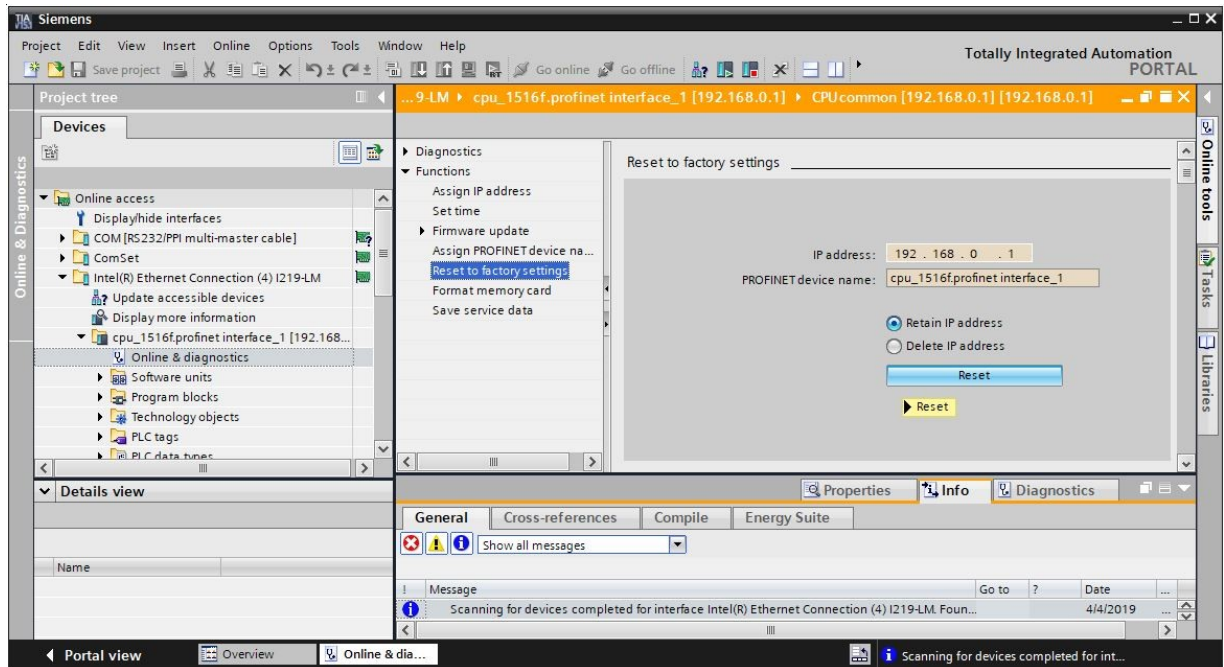 Siemens
Project Edit View Insert Online Options Tools Window Help
Save project Go online Go offline
Totally Integrated Automation
PORTAL
Project tree
...9-LM ▸ cpu_1516f.profinet interface_1 [192.168.0.1] ▸ CPUcommon [192.168.0.1] [192.168.0.1]
Devices
Online & Diagnostics
Online access
Display/hide interfaces
COM [RS232/PPI multi-master cable]
ComSet
Intel(R) Ethernet Connection (4) I219-LM
Update accessible devices
Display more information
cpu_1516f.profinet interface_1 [192.168...
Online & diagnostics
Software units
Program blocks
Technology objects
PLC tags
PLC data types
Details view
Name
Diagnostics
Functions
Assign IP address
Set time
Firmware update
Assign PROFINET device na...
Reset to factory settings
Format memory card
Save service data
Reset to factory settings
IP address: 192 . 168 . 0 . 1
PROFINET device name: cpu_1516f.profinet interface_1
Retain IP address
Delete IP address
Reset
Reset
Online tools
Tasks
Libraries
Properties Info Diagnostics
General Cross-references Compile Energy Suite
Show all messages
! Message Go to ? Date ...
Scanning for devices completed for interface Intel(R) Ethernet Connection (4) I219-LM. Foun... 4/4/2019 ...
Portal view Overview Online & dia... Scanning for devices completed for int...